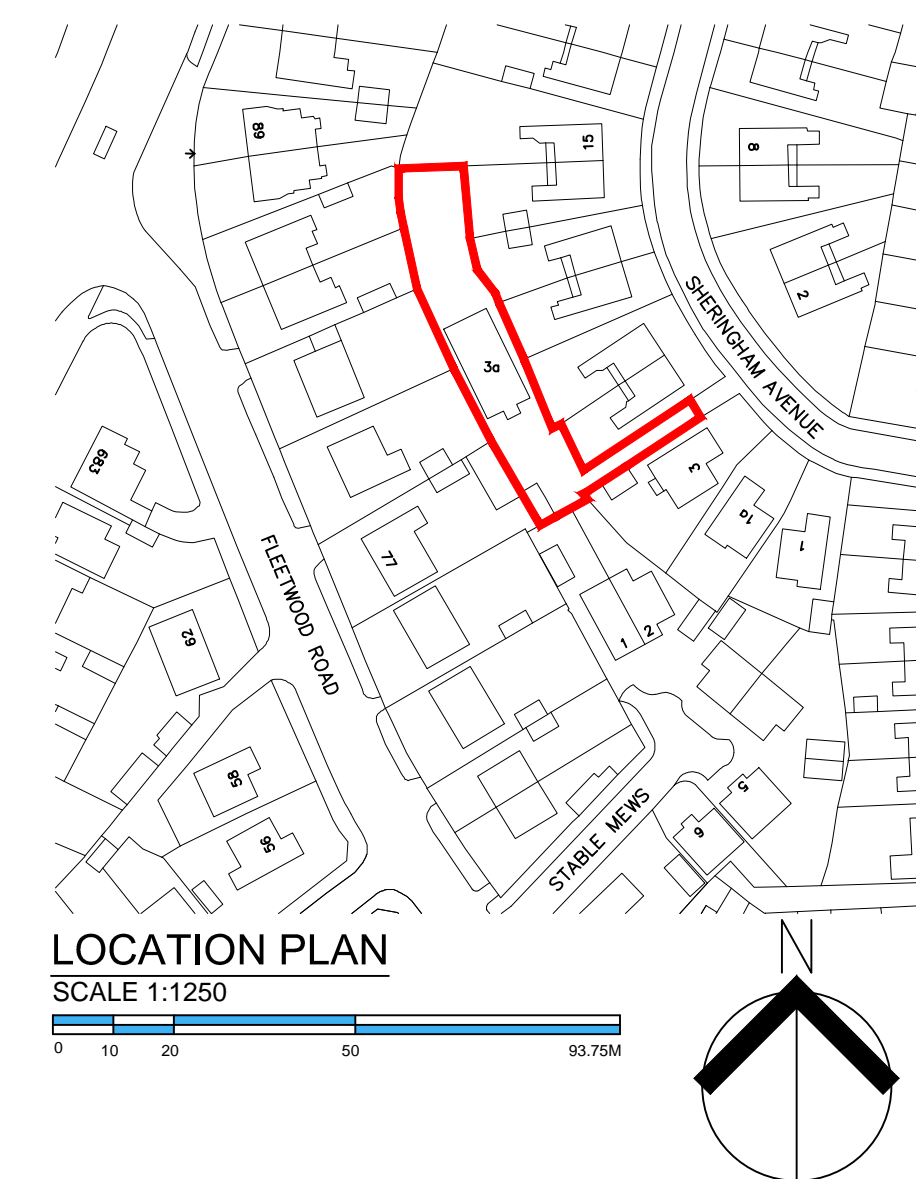 89
15
8
2
SHERINGHAM AVENUE
3a
683
3
1a
1
77
FLEETWOOD ROAD
62
1
2
58
5
6
56
STABLE MEWS
LOCATION PLAN
SCALE 1:1250
0 10 20 50 93.75M
N